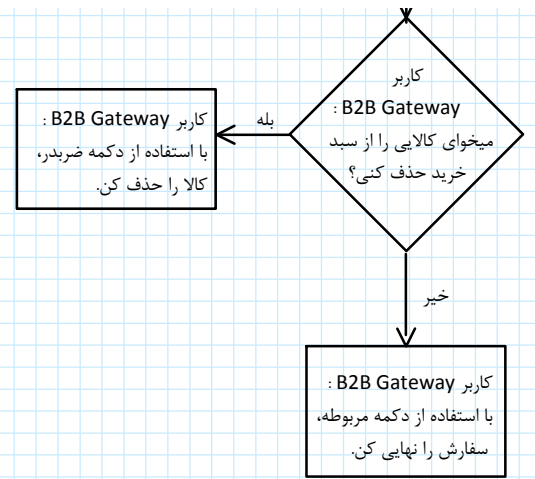 کاربر
B2B Gateway :
میخوای کالایی را از سبد
خرید حذف کنی؟
بله
کاربر B2B Gateway :
با استفاده از دکمه ضربدر،
کالا را حذف کن.
خیر
کاربر B2B Gateway :
با استفاده از دکمه مربوطه،
سفارش را نهایی کن.